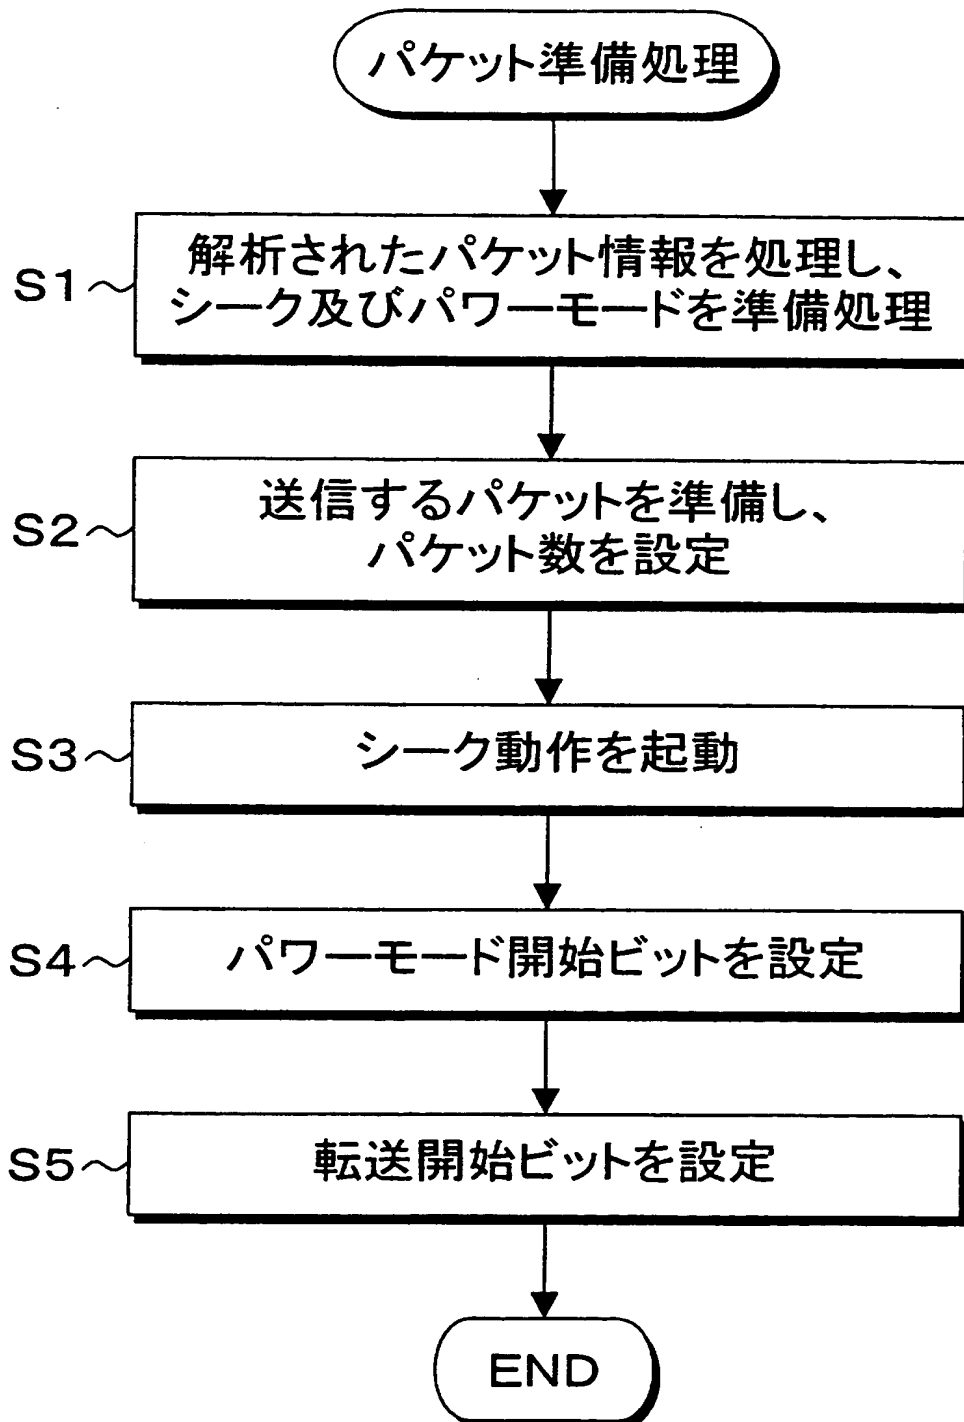 パケット準備処理
S1
解析されたパケット情報を処理し、
シーク及びパワーモードを準備処理
S2
送信するパケットを準備し、
パケット数を設定
S3
シーク動作を起動
S4
パワーモード開始ビットを設定
S5
転送開始ビットを設定
END